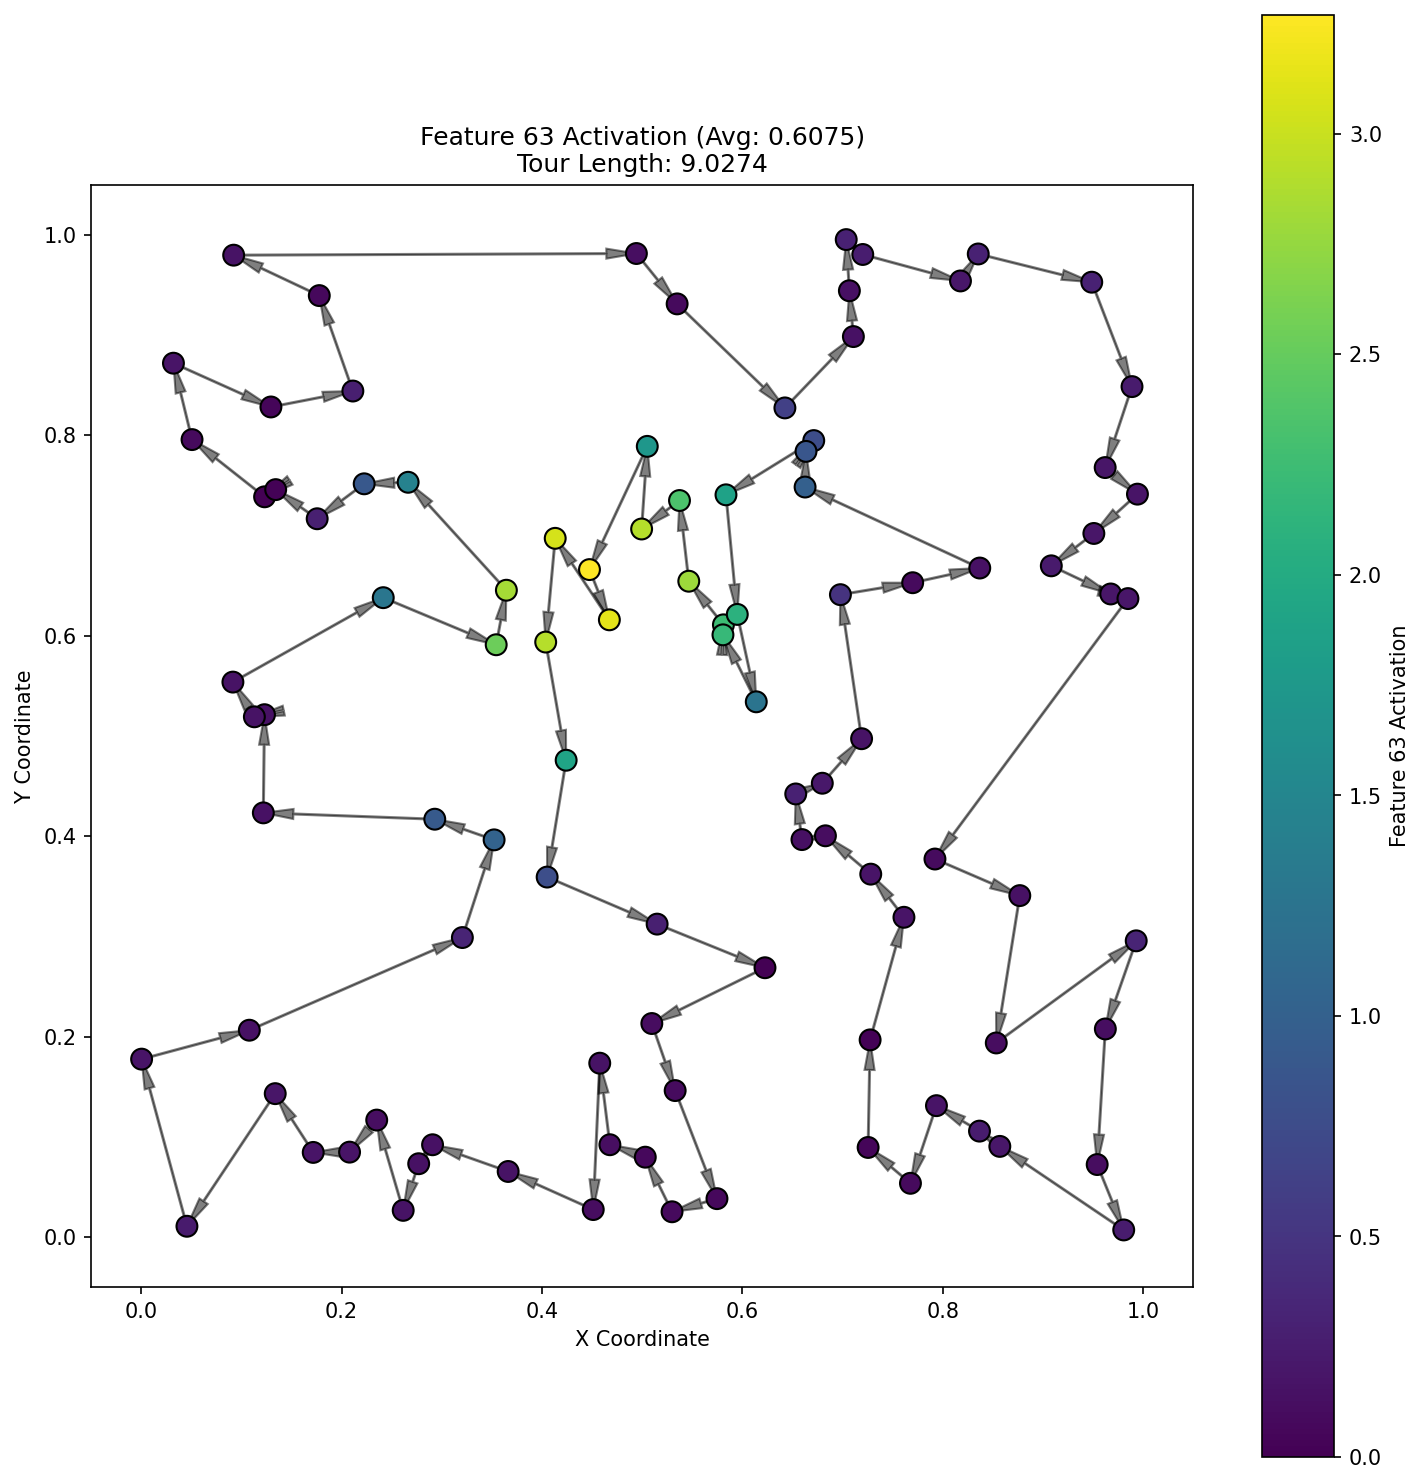 Feature 63 Activation (Avg: 0.6075)
Tour Length: 9.0274
1.0
0.8
0.6
0.4
0.2
0.0
Y Coordinate
0.0 0.2 0.4 0.6 0.8 1.0
X Coordinate
3.0
2.5
2.0
1.5
1.0
0.5
0.0
Feature 63 Activation